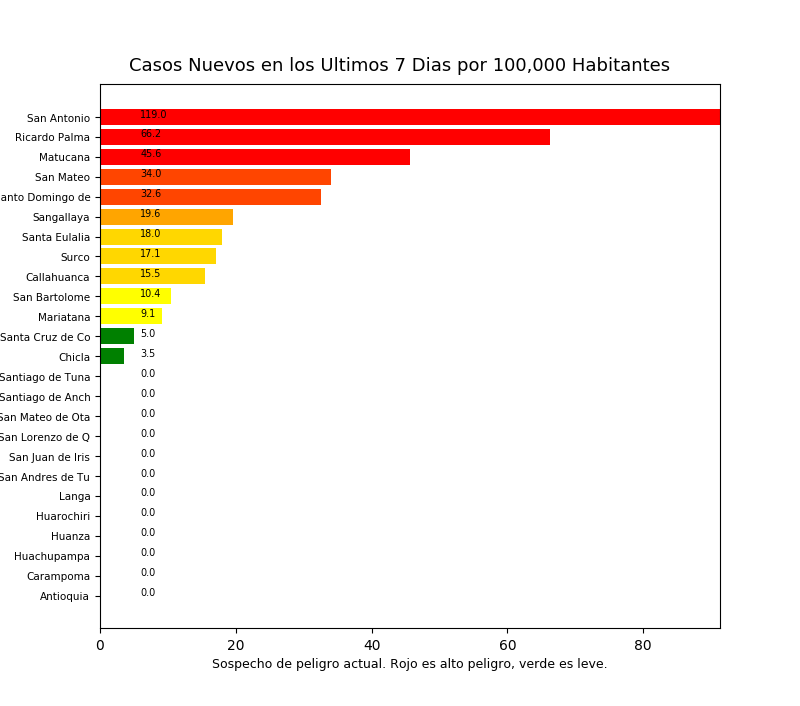 Casos Nuevos en los Ultimos 7 Dias por 100,000 Habitantes
San Antonio 119.0
Ricardo Palma 66.2
Matucana 45.6
San Mateo 34.0
anto Domingo de 32.6
Sangallaya 19.6
Santa Eulalia 18.0
Surco 17.1
Callahuanca 15.5
San Bartolome 10.4
Mariatana 9.1
Santa Cruz de Co 5.0
Chicla 3.5
Santiago de Tuna 0.0
Santiago de Anch 0.0
San Mateo de Ota 0.0
San Lorenzo de Q 0.0
San Juan de Iris 0.0
San Andres de Tu 0.0
Langa 0.0
Huarochiri 0.0
Huanza 0.0
Huachupampa 0.0
Carampoma 0.0
Antioquia 0.0
0 20 40 60 80
Sospecho de peligro actual. Rojo es alto peligro, verde es leve.